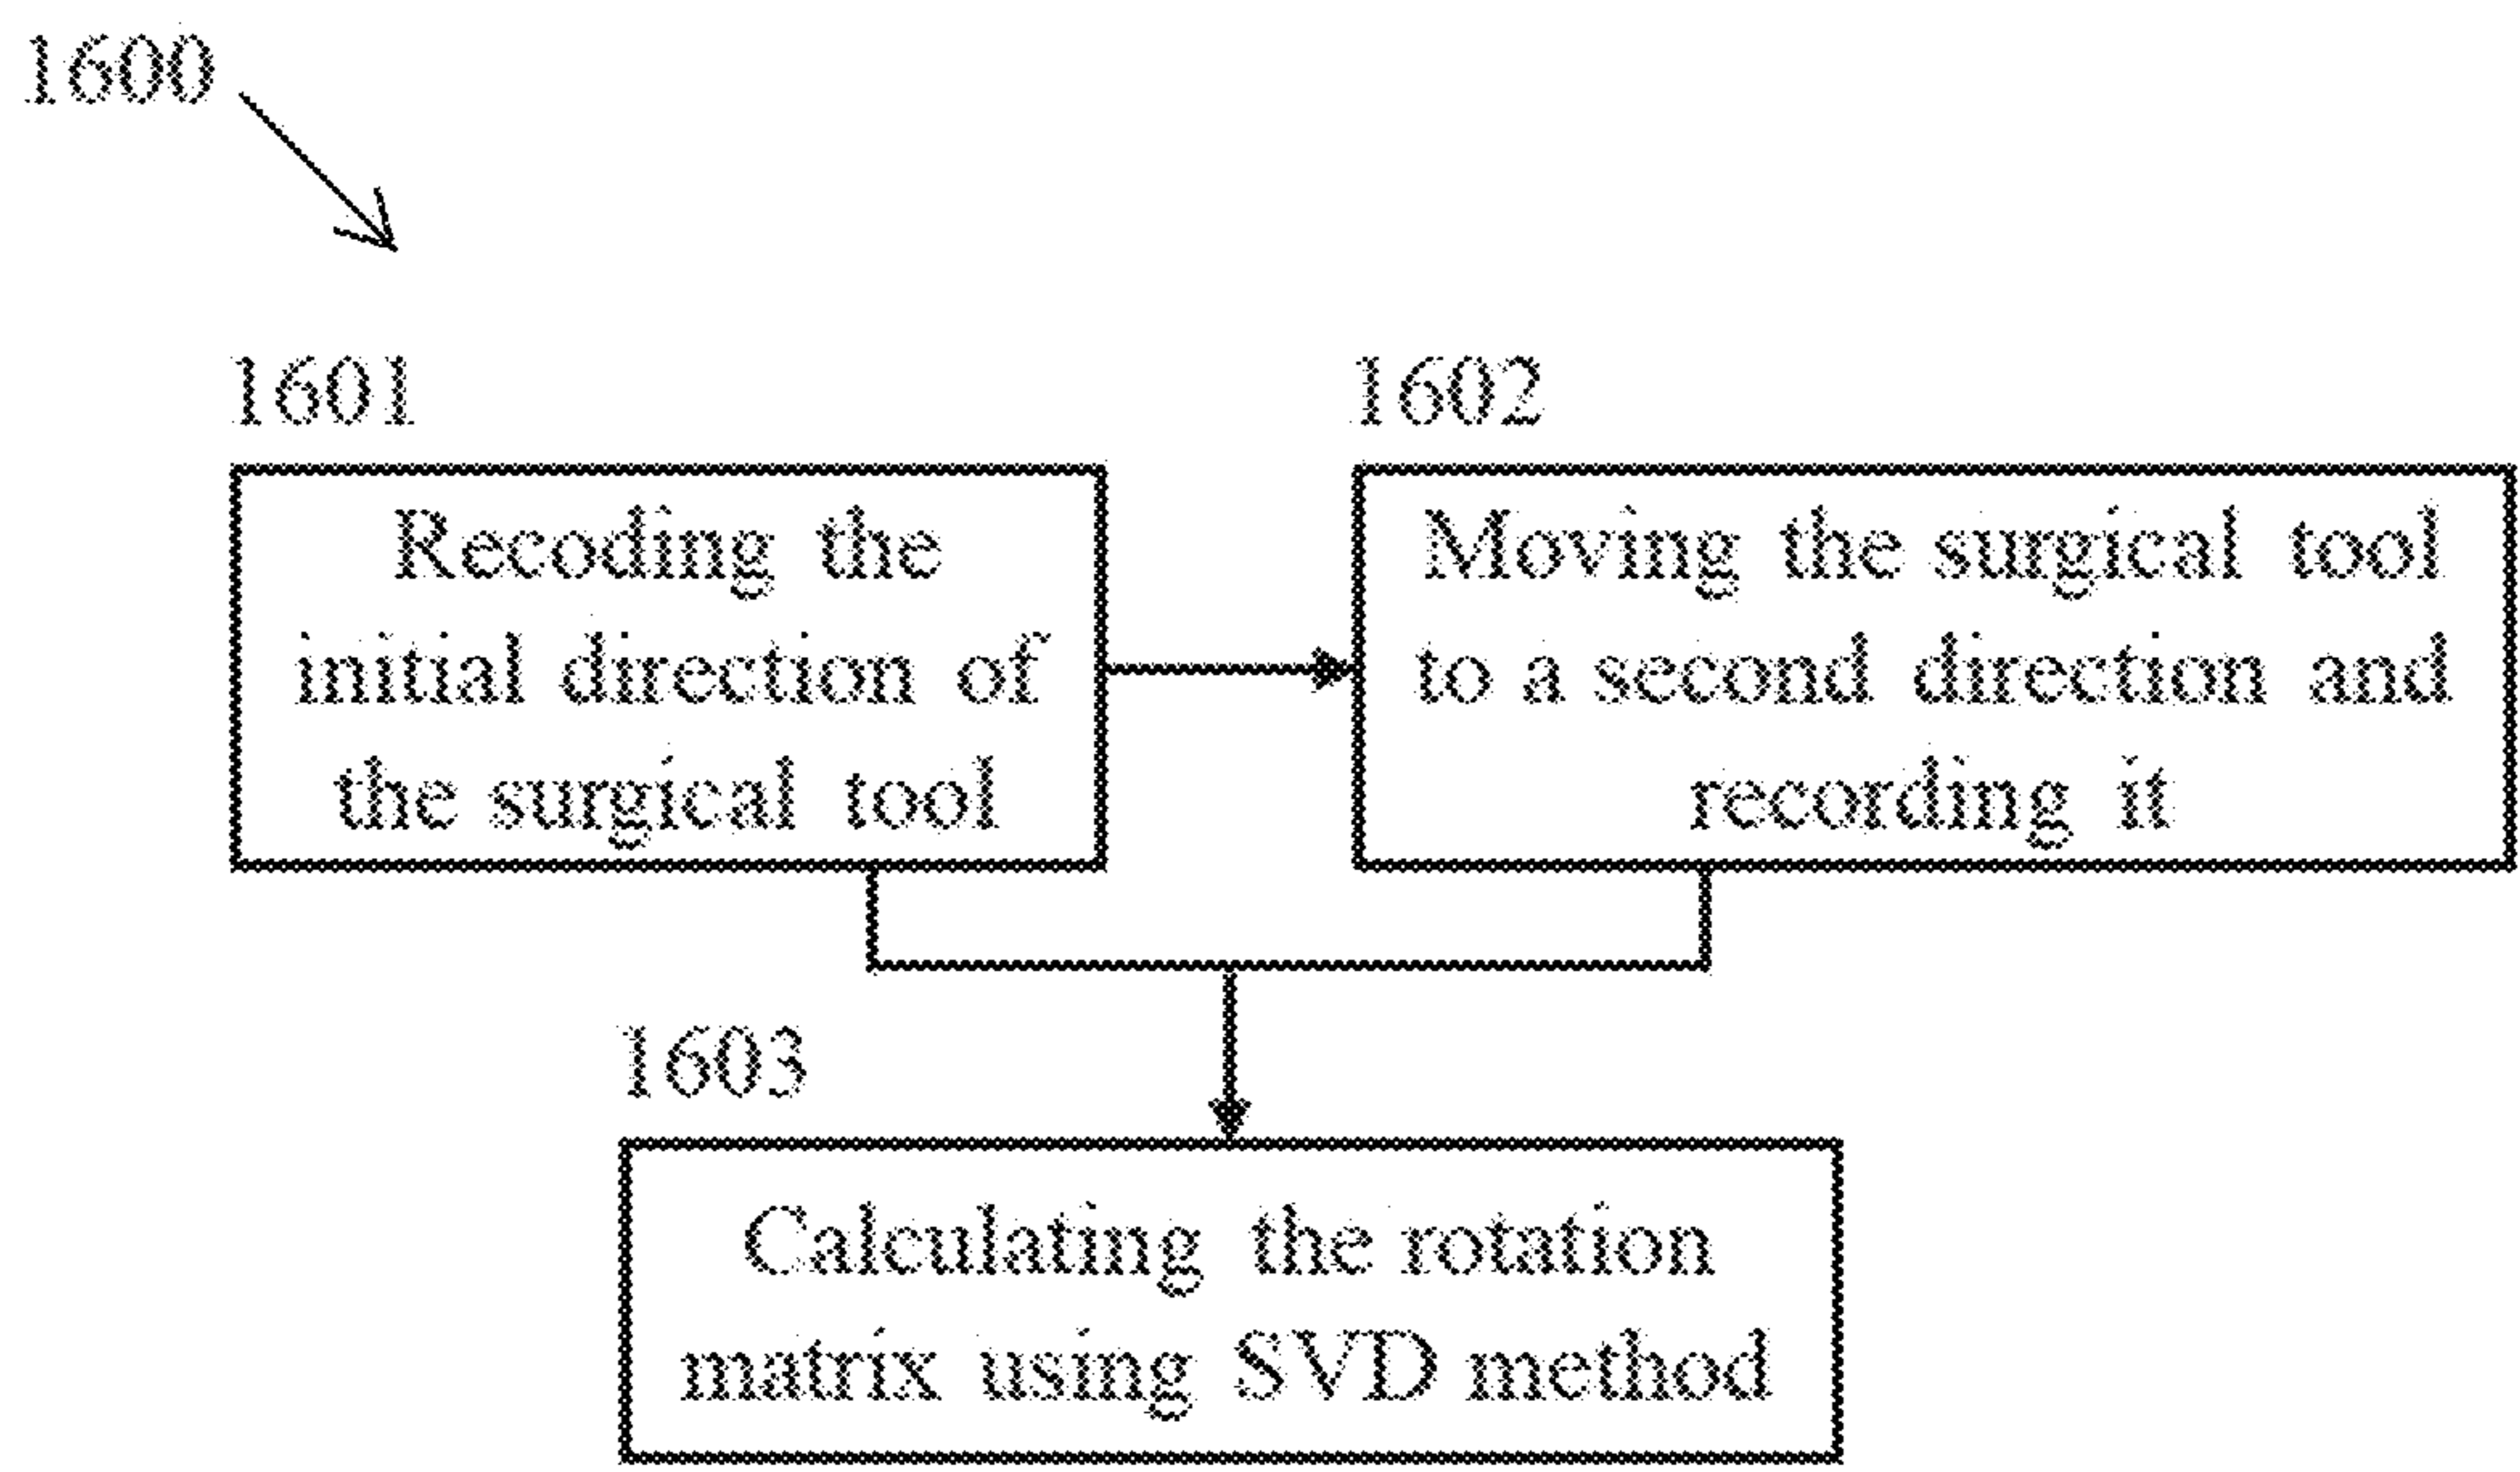 1600
1601
Recoding the
initial direction of
the surgical tool
1602
Moving the surgical tool
to a second direction and
recording it
1603
Calculating the rotation
matrix using SVD method